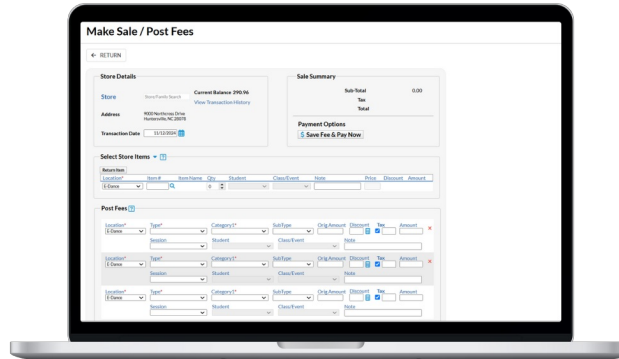 Make Sale / Post Fees
← RETURN
Store Details
Store Store/Family Search Current Balance 290.96
View Transaction History
Address 9000 Northcross Drive
Huntersville, NC 28078
Transaction Date 11/12/2024
Sale Summary
Sub-Total 0.00
Tax
Total
Payment Options
$ Save Fee & Pay Now
Select Store Items
Return Item
Location* Item # Item Name Qty Student Class/Event Note Price Discount Amount
E-Dance 0
Post Fees
Location* Type* Category1* SubType Orig Amount Discount Tax Amount
E-Dance
Session Student Class/Event Note
Location* Type* Category1* SubType Orig Amount Discount Tax Amount
E-Dance
Session Student Class/Event Note
Location* Type* Category1* SubType Orig Amount Discount Tax Amount
E-Dance
Session Student Class/Event Note